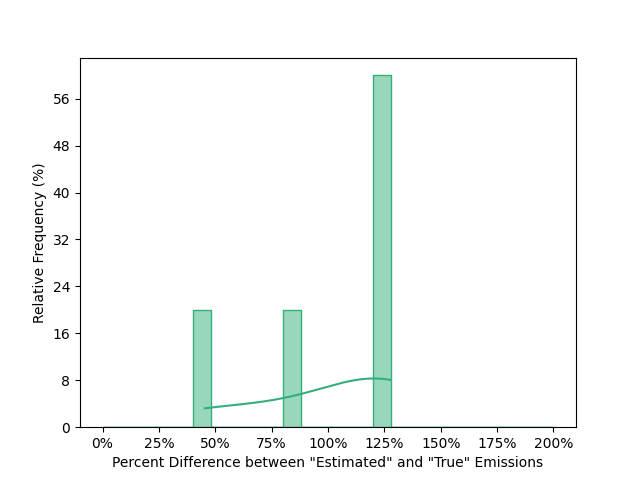 56
48
40
32
24
16
8
0
Relative Frequency (%)
0% 25% 50% 75% 100% 125% 150% 175% 200%
Percent Difference between "Estimated" and "True" Emissions